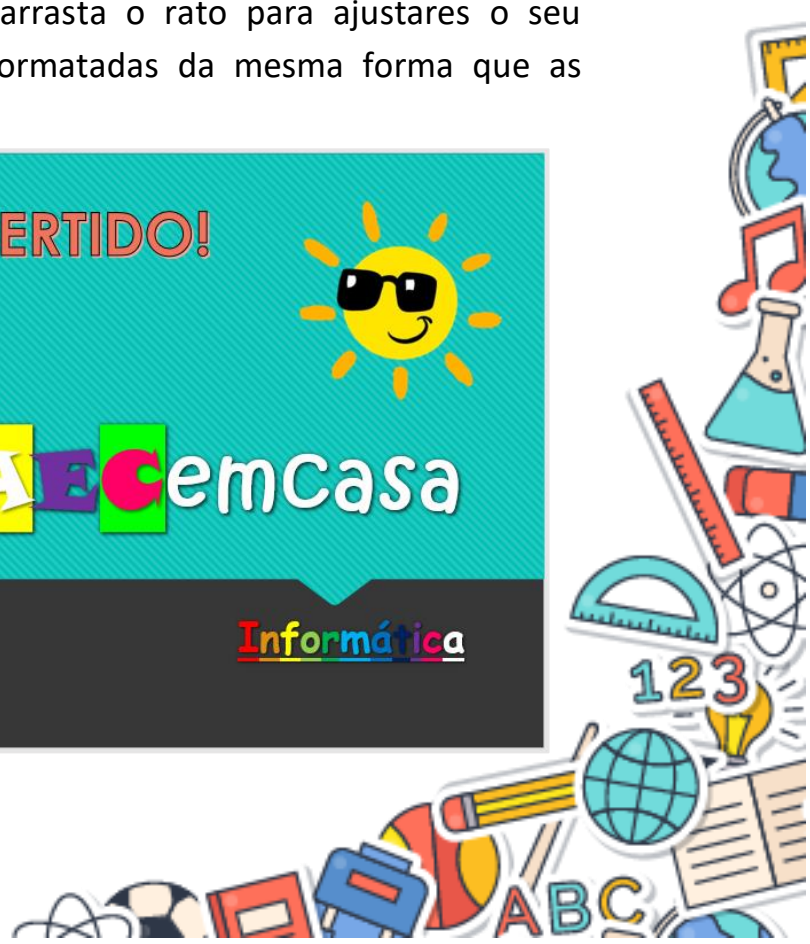 arrasta o rato para ajustares o seu
ormatadas da mesma forma que as
ERTIDO!
AECemcasa
Informática
123
ABC